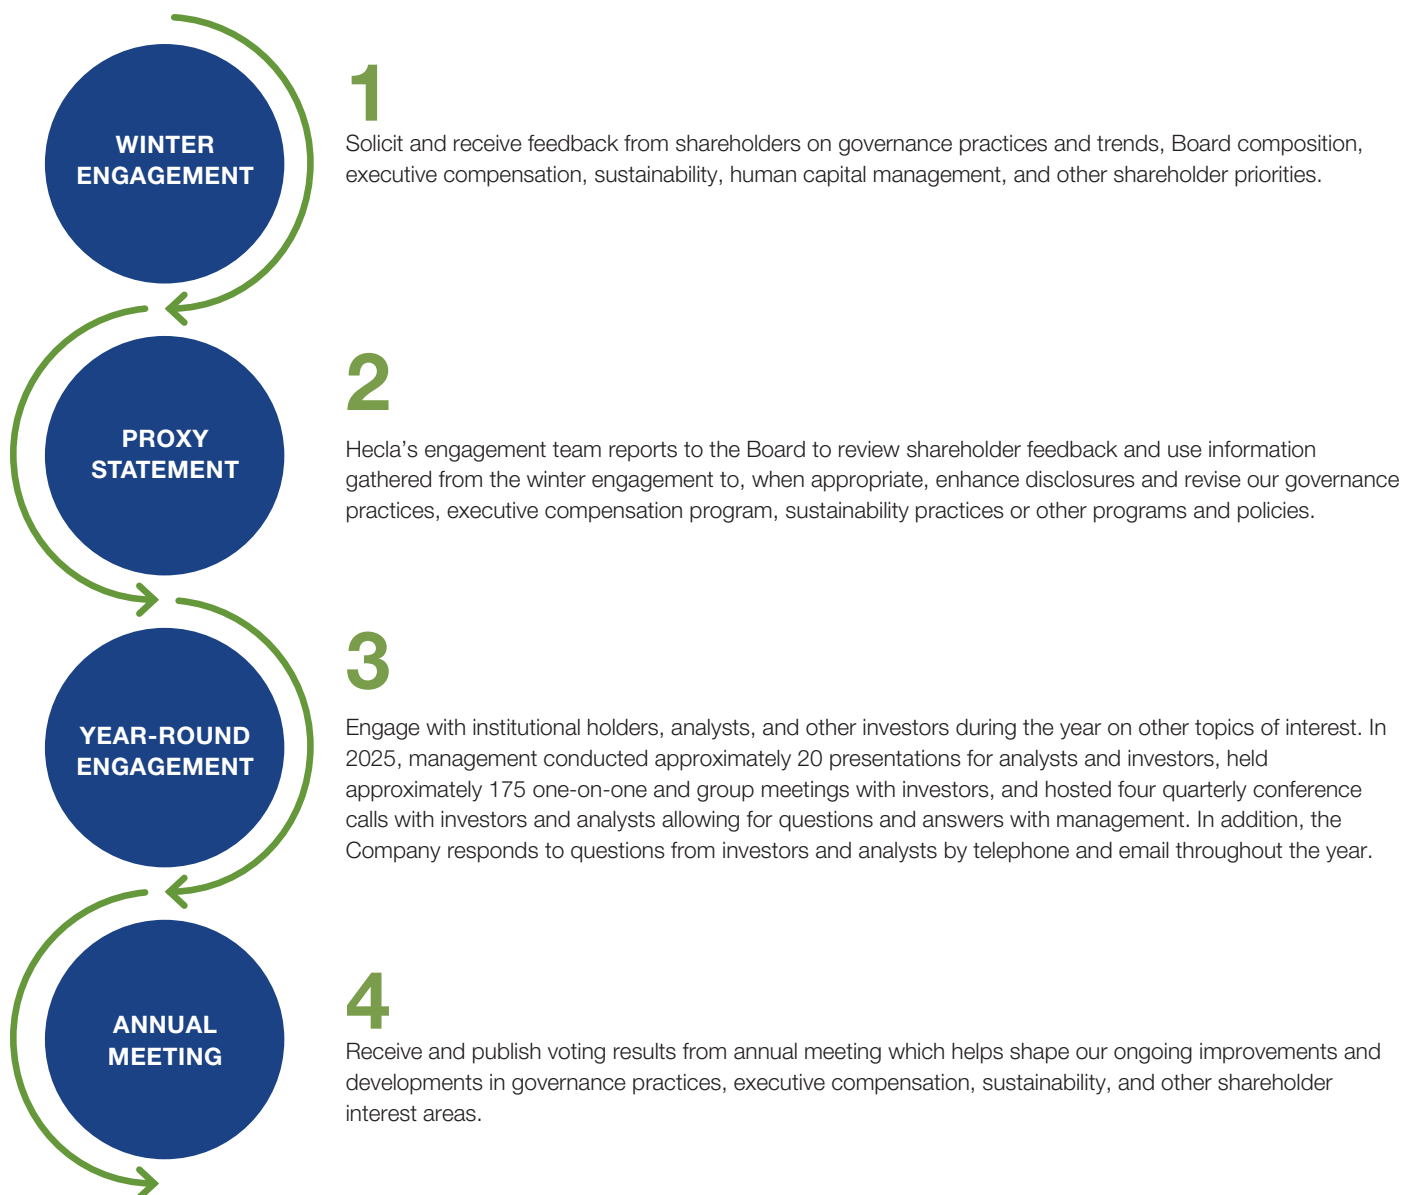 WINTER
ENGAGEMENT
1
Solicit and receive feedback from shareholders on governance practices and trends, Board composition,
executive compensation, sustainability, human capital management, and other shareholder priorities.
PROXY
STATEMENT
2
Hecla’s engagement team reports to the Board to review shareholder feedback and use information
gathered from the winter engagement to, when appropriate, enhance disclosures and revise our governance
practices, executive compensation program, sustainability practices or other programs and policies.
YEAR-ROUND
ENGAGEMENT
3
Engage with institutional holders, analysts, and other investors during the year on other topics of interest. In
2025, management conducted approximately 20 presentations for analysts and investors, held
approximately 175 one-on-one and group meetings with investors, and hosted four quarterly conference
calls with investors and analysts allowing for questions and answers with management. In addition, the
Company responds to questions from investors and analysts by telephone and email throughout the year.
ANNUAL
MEETING
4
Receive and publish voting results from annual meeting which helps shape our ongoing improvements and
developments in governance practices, executive compensation, sustainability, and other shareholder
interest areas.